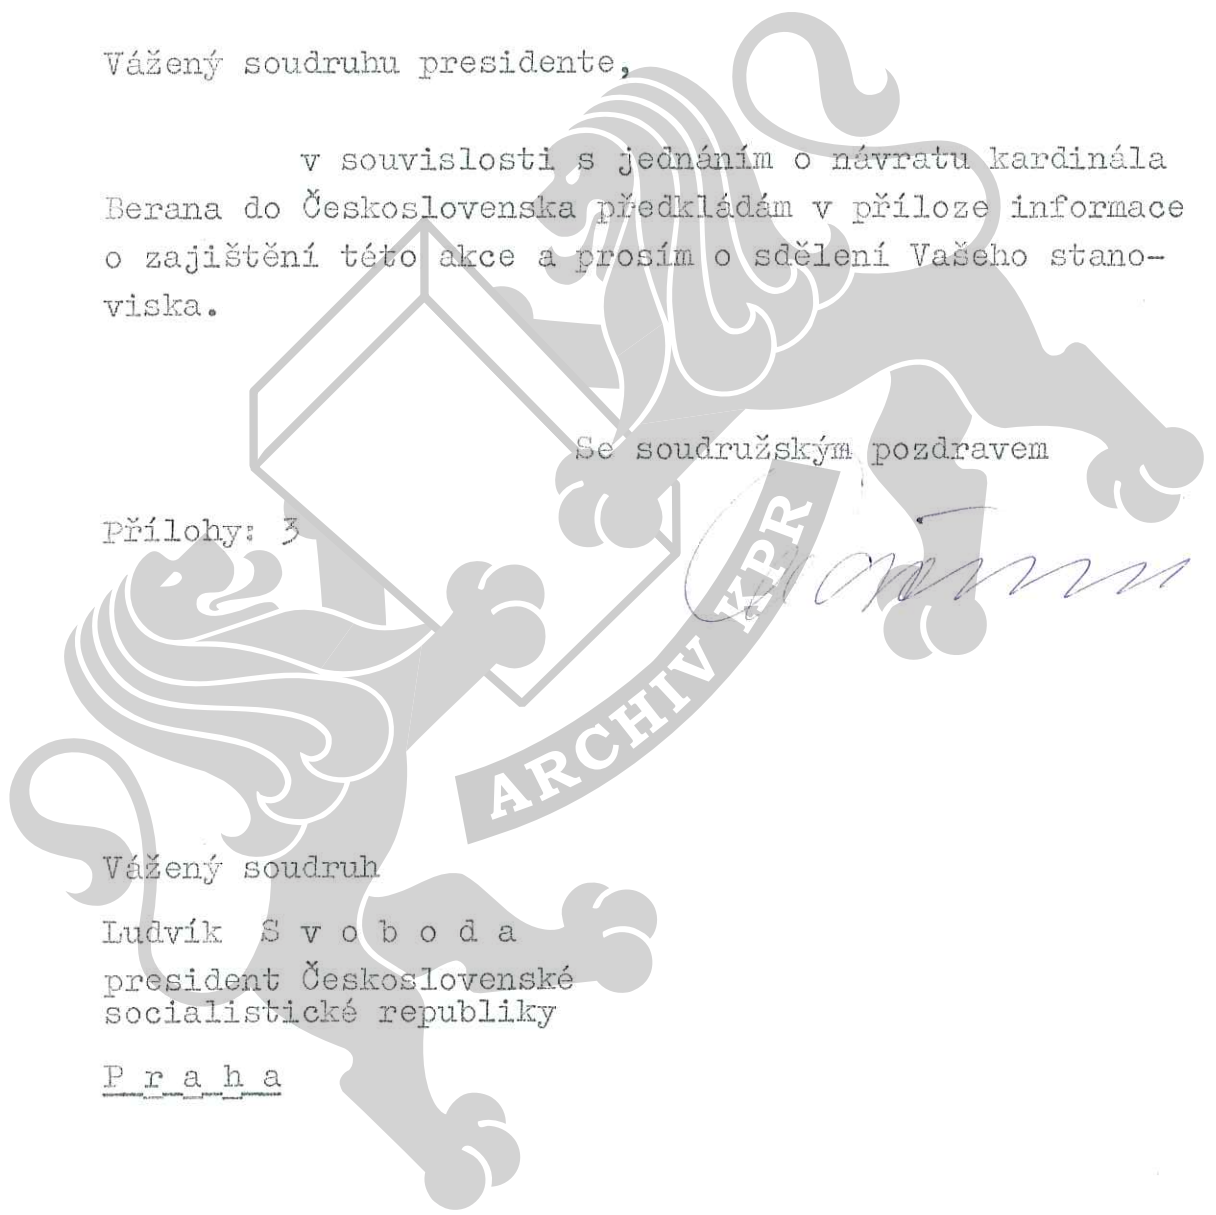 Vážený soudruhu presidente,
v souvislosti s jednáním o návratu kardinála
Berana do Československa předkládám v příloze informace
o zajištění této akce a prosím o sdělení Vašeho stano-
viska.
Se soudružským pozdravem
Přílohy: 3
ARCHIV KPR
Vážený soudruh
Ludvík S v o b o d a
president Československé
socialistické republiky
P r a h a